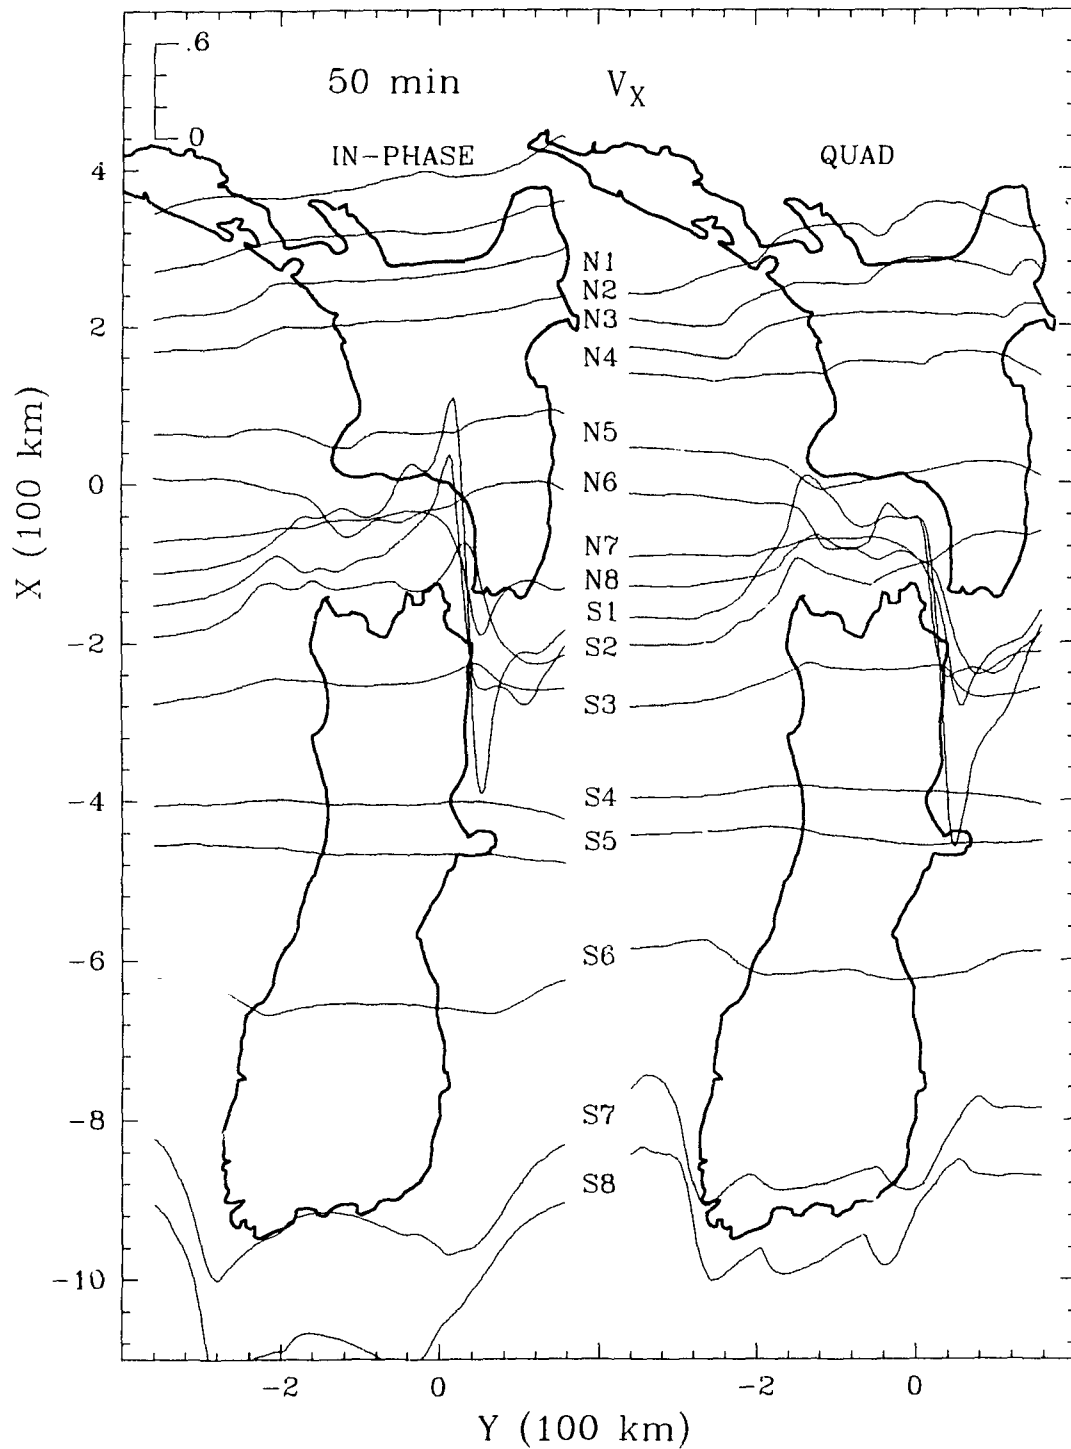 .6
0
50 min
V_X
IN-PHASE
QUAD
4
2
0
-2
-4
-6
-8
-10
X (100 km)
N1
N2
N3
N4
N5
N6
N7
N8
S1
S2
S3
S4
S5
S6
S7
S8
-2
0
-2
0
Y (100 km)